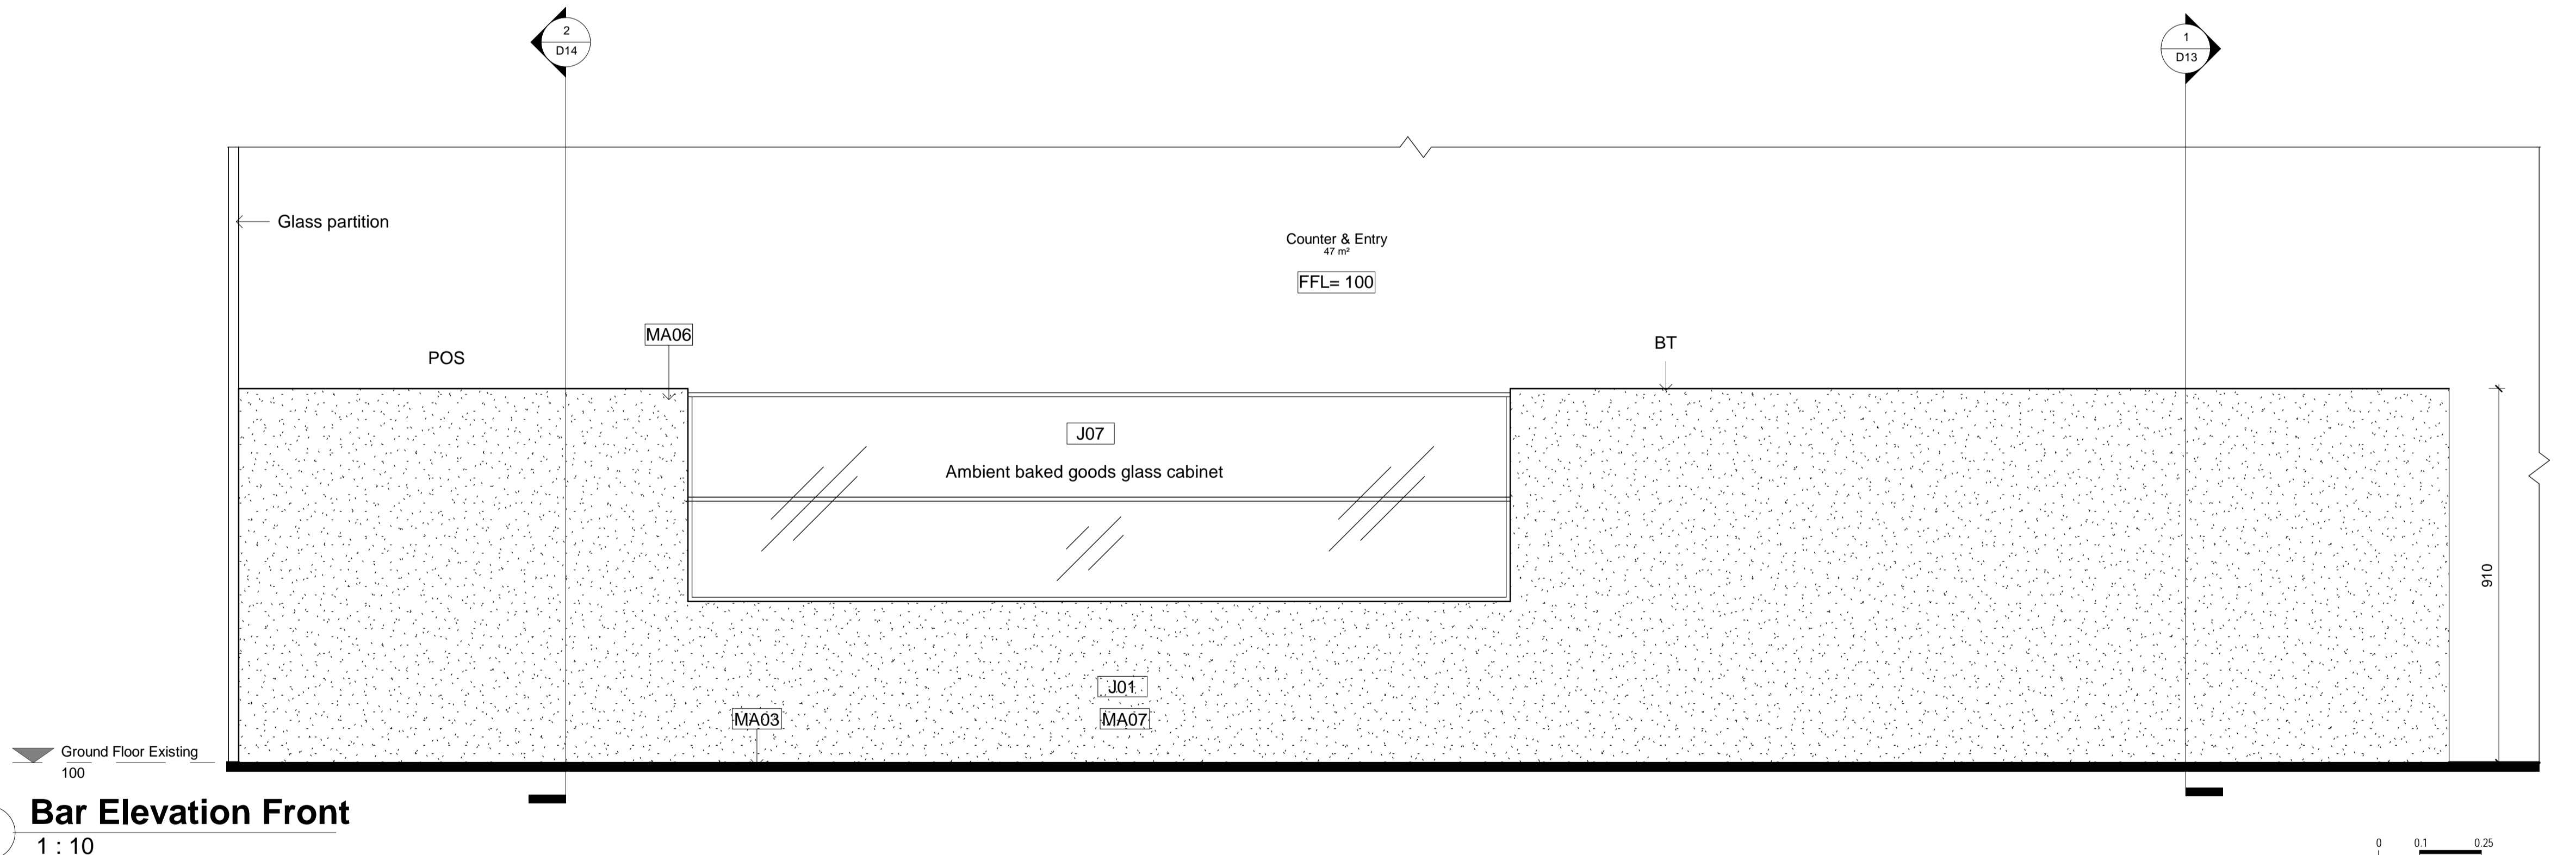 2
D14
1
D13
Glass partition
Counter & Entry
47 m²
FFL= 100
MA06
POS
BT
J07
Ambient baked goods glass cabinet
910
J01
MA03
MA07
Ground Floor Existing
100
Bar Elevation Front
1 : 10
0 0.1 0.25